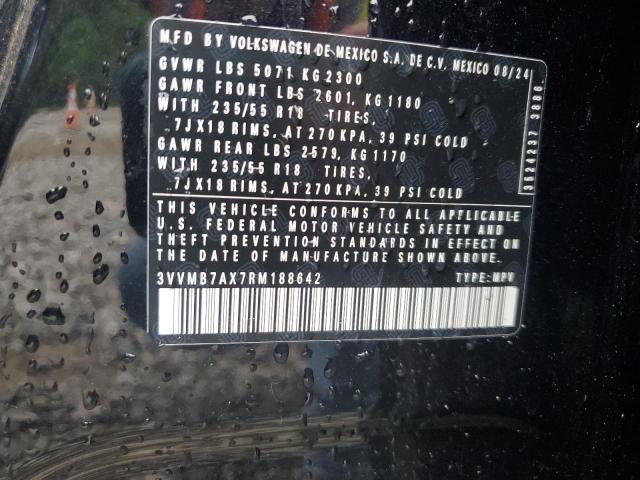 MFD BY VOLKSWAGEN DE MEXICO S.A. DE C.V. MEXICO 08/24
GVWR LBS 5071 KG 2300
GAWR FRONT LBS 2601, KG 1180
WITH 235/55 R18 TIRES,
7JX18 RIMS, AT 270 KPA, 39 PSI COLD
GAWR REAR LBS 2579, KG 1170
WITH 235/55 R18 TIRES,
7JX18 RIMS, AT 270 KPA, 39 PSI COLD
3524237 3886
THIS VEHICLE CONFORMS TO ALL APPLICABLE
U.S. FEDERAL MOTOR VEHICLE SAFETY AND
THEFT PREVENTION STANDARDS IN EFFECT ON
THE DATE OF MANUFACTURE SHOWN ABOVE.
3VVMB7AX7RM188642 TYPE: MPV